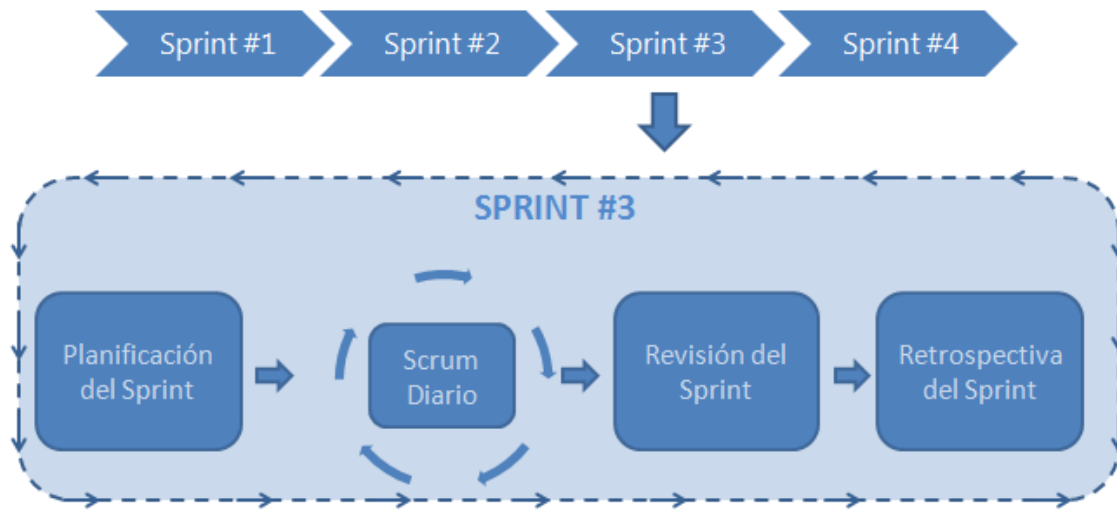 Sprint #1
Sprint #2
Sprint #3
Sprint #4
SPRINT #3
Planificación
del Sprint
Scrum
Diario
Revisión del
Sprint
Retrospectiva
del Sprint